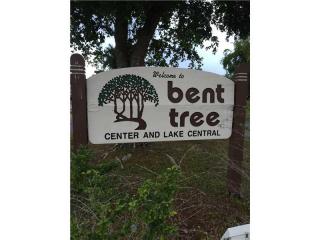 Welcome to
bent
tree
CENTER AND LAKE CENTRAL